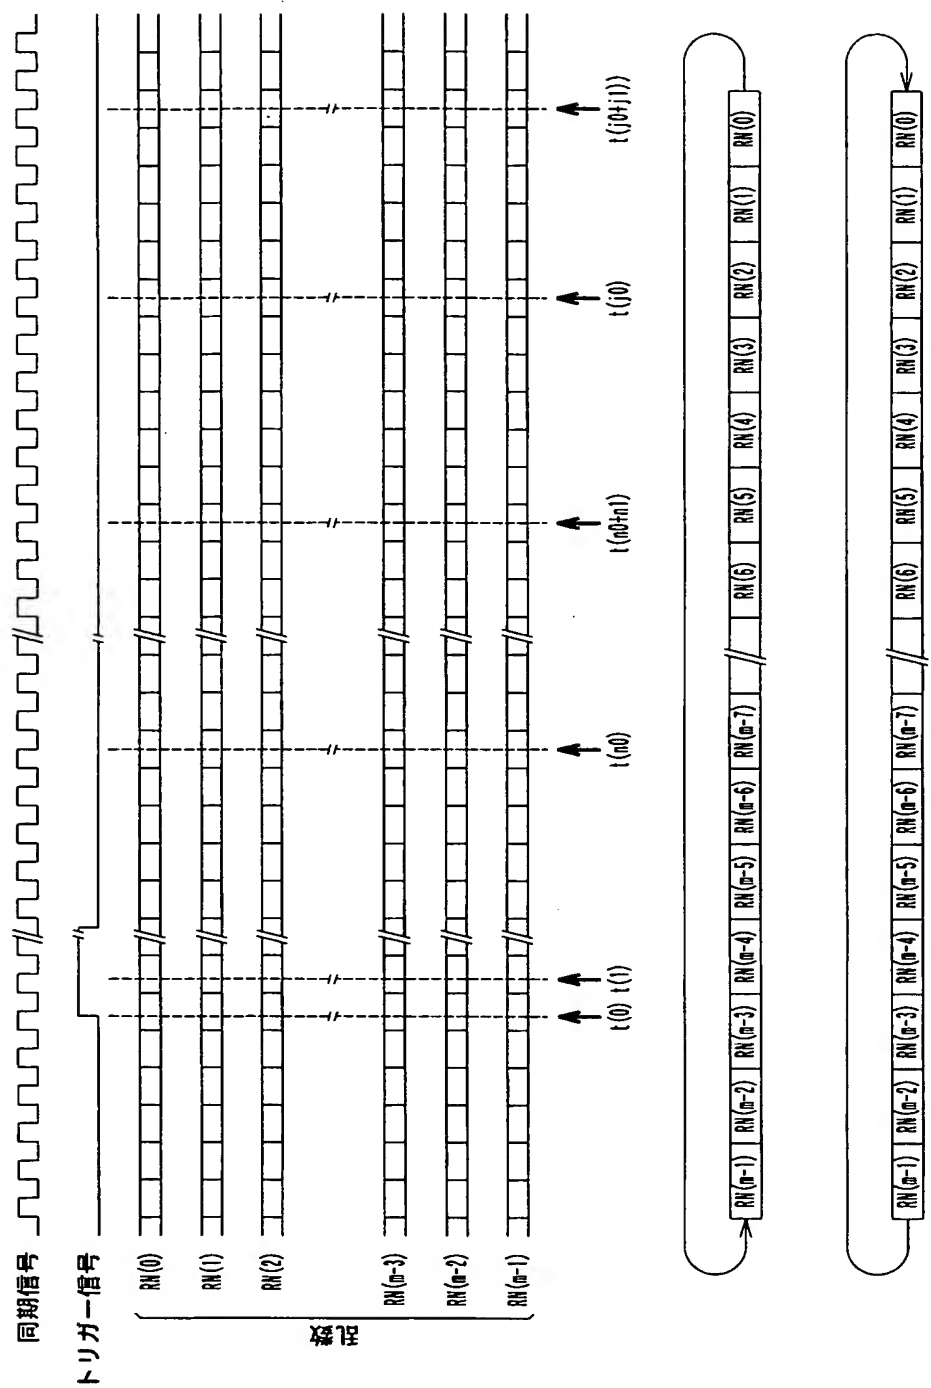 同期信号
トリガー信号
乱数
RN(0)
RN(1)
RN(2)
RN(m-3)
RN(m-2)
RN(m-1)
t(0) t(1) t(n0) t(n0+n1) t(j0) t(j0+j1))
RN(m-1) RN(m-2) RN(m-3) RN(m-4) RN(m-5) RN(m-6) RN(m-7) RN(6) RN(5) RN(4) RN(3) RN(2) RN(1) RN(0)
RN(m-1) RN(m-2) RN(m-3) RN(m-4) RN(m-5) RN(m-6) RN(m-7) RN(6) RN(5) RN(4) RN(3) RN(2) RN(1) RN(0)